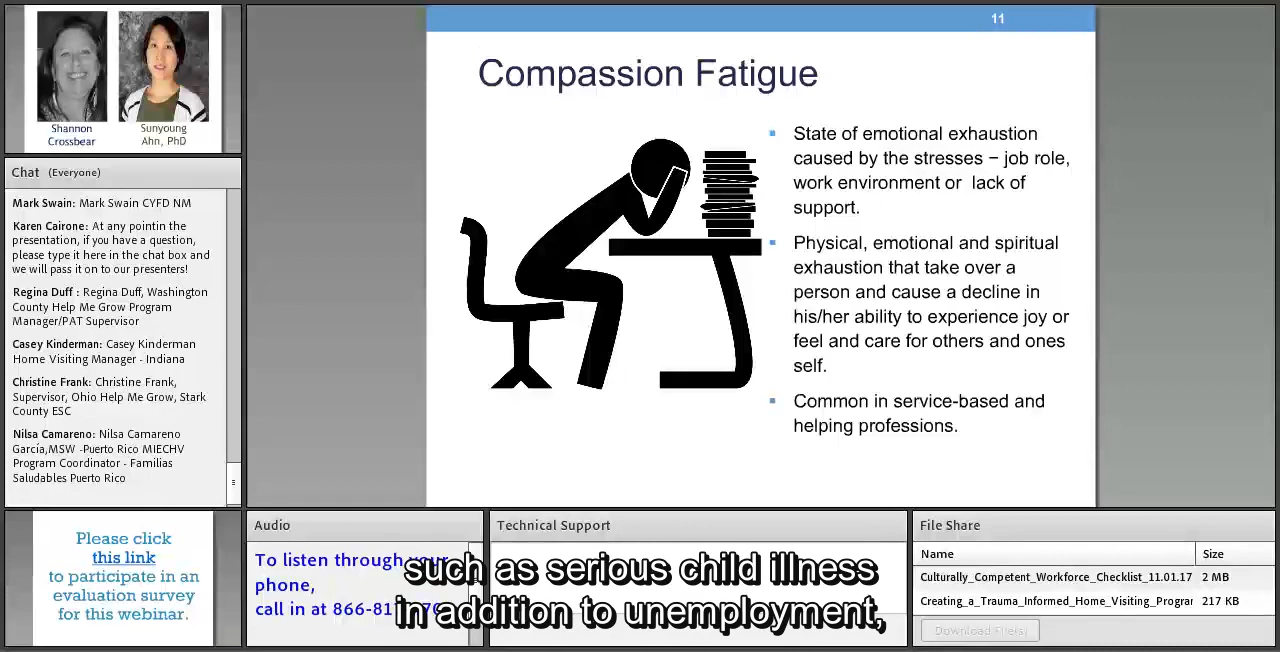 Shannon
Crossbear
Sunyoung
Ahn, PhD
Chat (Everyone)
Mark Swain: Mark Swain CYFD NM
Karen Cairone: At any pointin the
presentation, if you have a question,
please type it here in the chat box and
we will pass it on to our presenters!
Regina Duff : Regina Duff, Washington
County Help Me Grow Program
Manager/PAT Supervisor
Casey Kinderman: Casey Kinderman
Home Visiting Manager - Indiana
Christine Frank: Christine Frank,
Supervisor, Ohio Help Me Grow, Stark
County ESC
Nilsa Camareno: Nilsa Camareno
García,MSW -Puerto Rico MIECHV
Program Coordinator - Familias
Saludables Puerto Rico
Please click
this link
to participate in an
evaluation survey
for this webinar.
11
Compassion Fatigue
State of emotional exhaustion
caused by the stresses – job role,
work environment or lack of
support.
Physical, emotional and spiritual
exhaustion that take over a
person and cause a decline in
his/her ability to experience joy or
feel and care for others and ones
self.
Common in service-based and
helping professions.
Audio
To listen through your
phone,
call in at 866-81
Technical Support
File Share
Name Size
Culturally_Competent_Workforce_Checklist_11.01.17 2 MB
Creating_a_Trauma_Informed_Home_Visiting_Progra 217 KB
Download File(s)
such as serious child illness
in addition to unemployment,